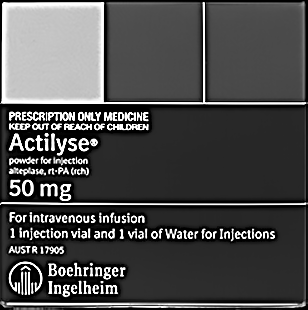 PRESCRIPTION ONLY MEDICINE
KEEP OUT OF REACH OF CHILDREN
Actilyse®
powder for injection
alteplase, rt-PA (rch)
50 mg
For intravenous infusion
1 injection vial and 1 vial of Water for Injections
AUST R 17905
Boehringer
Ingelheim